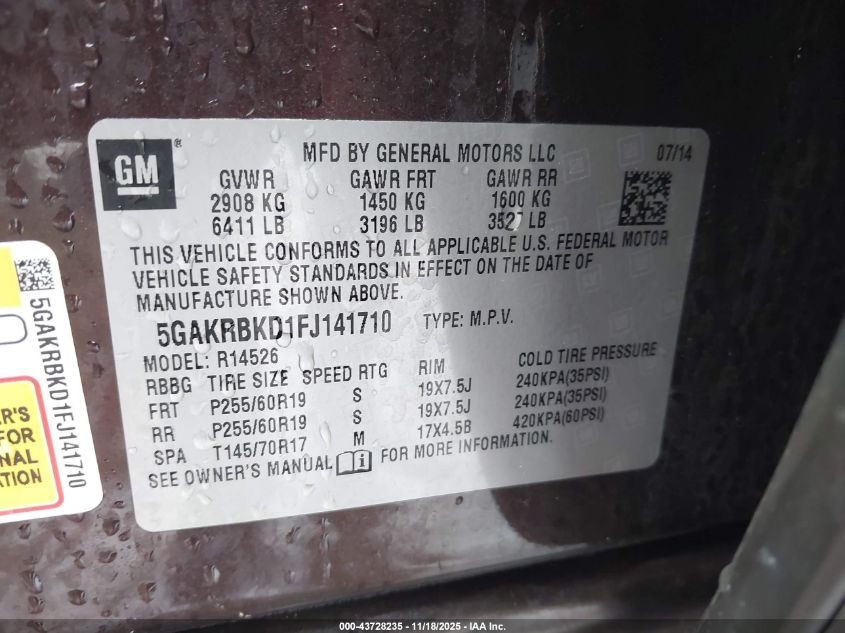 GM
MFD BY GENERAL MOTORS LLC 07/14
GVWR GAWR FRT GAWR RR
2908 KG 1450 KG 1600 KG
6411 LB 3196 LB 3527 LB
THIS VEHICLE CONFORMS TO ALL APPLICABLE U.S. FEDERAL MOTOR
VEHICLE SAFETY STANDARDS IN EFFECT ON THE DATE OF
MANUFACTURE SHOWN ABOVE.
5GAKRBKD1FJ141710 TYPE: M.P.V.
MODEL: R14526
RBBG TIRE SIZE SPEED RTG RIM COLD TIRE PRESSURE
FRT P255/60R19 S 19X7.5J 240KPA(35PSI)
RR P255/60R19 S 19X7.5J 240KPA(35PSI)
SPA T145/70R17 M 17X4.5B 420KPA(60PSI)
SEE OWNER'S MANUAL i FOR MORE INFORMATION.
5GAKRBKD1FJ141710
R'S
FOR
NAL
TION
000-43728235 - 11/18/2025 - IAA Inc.